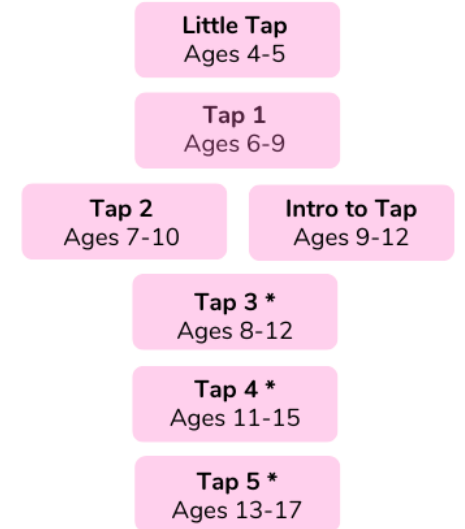 Little Tap
Ages 4-5
Tap 1
Ages 6-9
Tap 2
Ages 7-10
Intro to Tap
Ages 9-12
Tap 3 *
Ages 8-12
Tap 4 *
Ages 11-15
Tap 5 *
Ages 13-17